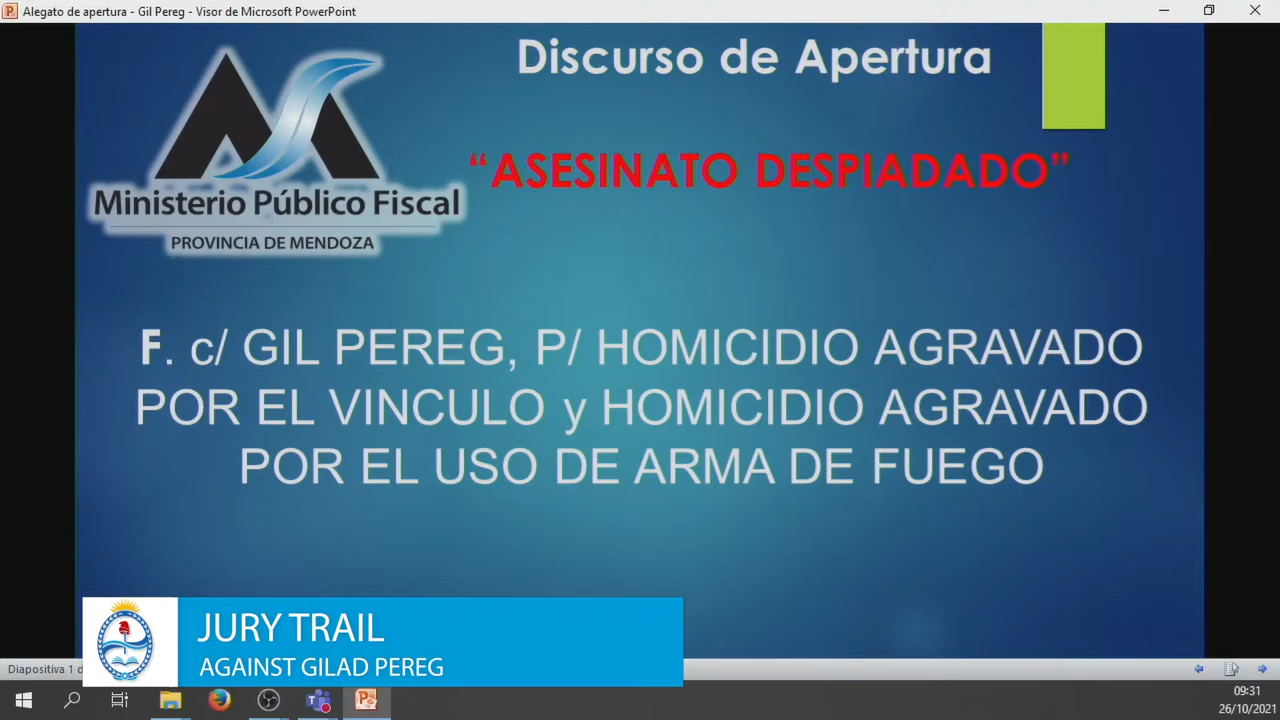 Alegato de apertura - Gil Pereg - Visor de Microsoft PowerPoint
Discurso de Apertura
“ASESINATO DESPIADADO”
Ministerio Público Fiscal
PROVINCIA DE MENDOZA
F. c/ GIL PEREG, P/ HOMICIDIO AGRAVADO
POR EL VINCULO y HOMICIDIO AGRAVADO
POR EL USO DE ARMA DE FUEGO
JURY TRAIL
AGAINST GILAD PEREG
Diapositiva 1 d
09:31
26/10/2021